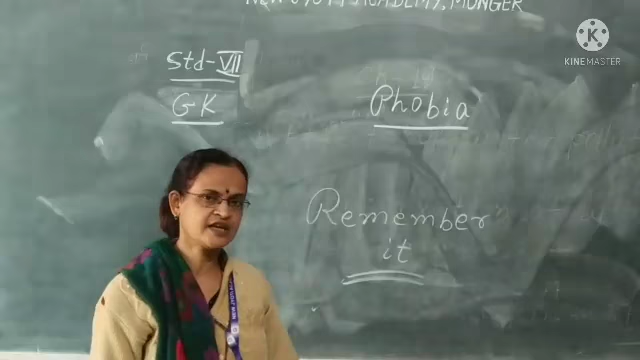 ACADEMY, MUNGER
Std-VII
GK
Phobia
Remember
it
K
KINEMASTER